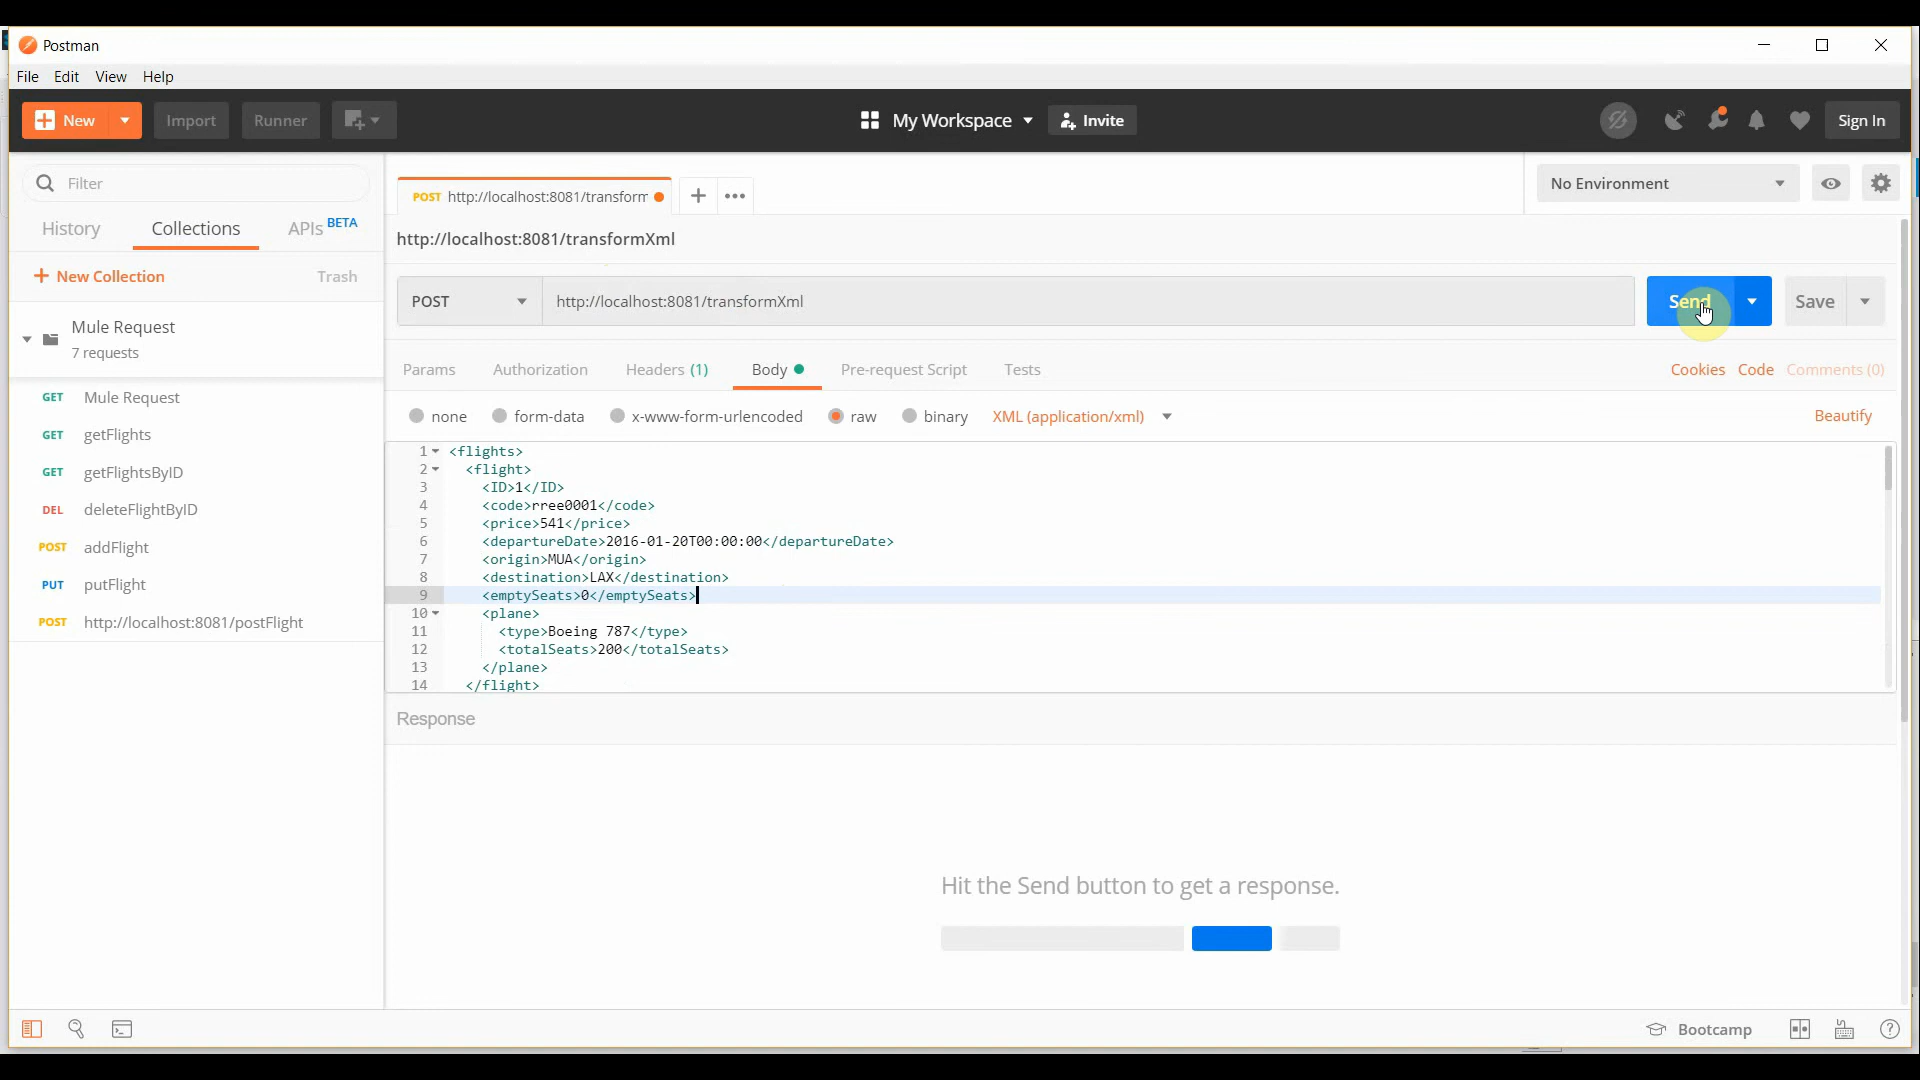 Postman
File Edit View Help
New Import Runner My Workspace Invite Sign In
Filter
History Collections APIs BETA
New Collection Trash
Mule Request
7 requests
GET Mule Request
GET getFlights
GET getFlightsByID
DEL deleteFlightByID
POST addFlight
PUT putFlight
POST http://localhost:8081/postFlight
POST http://localhost:8081/transform
No Environment
http://localhost:8081/transformXml
POST http://localhost:8081/transformXml Send Save
Params Authorization Headers (1) Body Pre-request Script Tests Cookies Code Comments (0)
none form-data x-www-form-urlencoded raw binary XML (application/xml) Beautify
1 <flights>
2 <flight>
3 <ID>1</ID>
4 <code>rree0001</code>
5 <price>541</price>
6 <departureDate>2016-01-20T00:00:00</departureDate>
7 <origin>MUA</origin>
8 <destination>LAX</destination>
9 <emptySeats>0</emptySeats>
10 <plane>
11 <type>Boeing 787</type>
12 <totalSeats>200</totalSeats>
13 </plane>
14 </flight>
Response
Hit the Send button to get a response.
Bootcamp